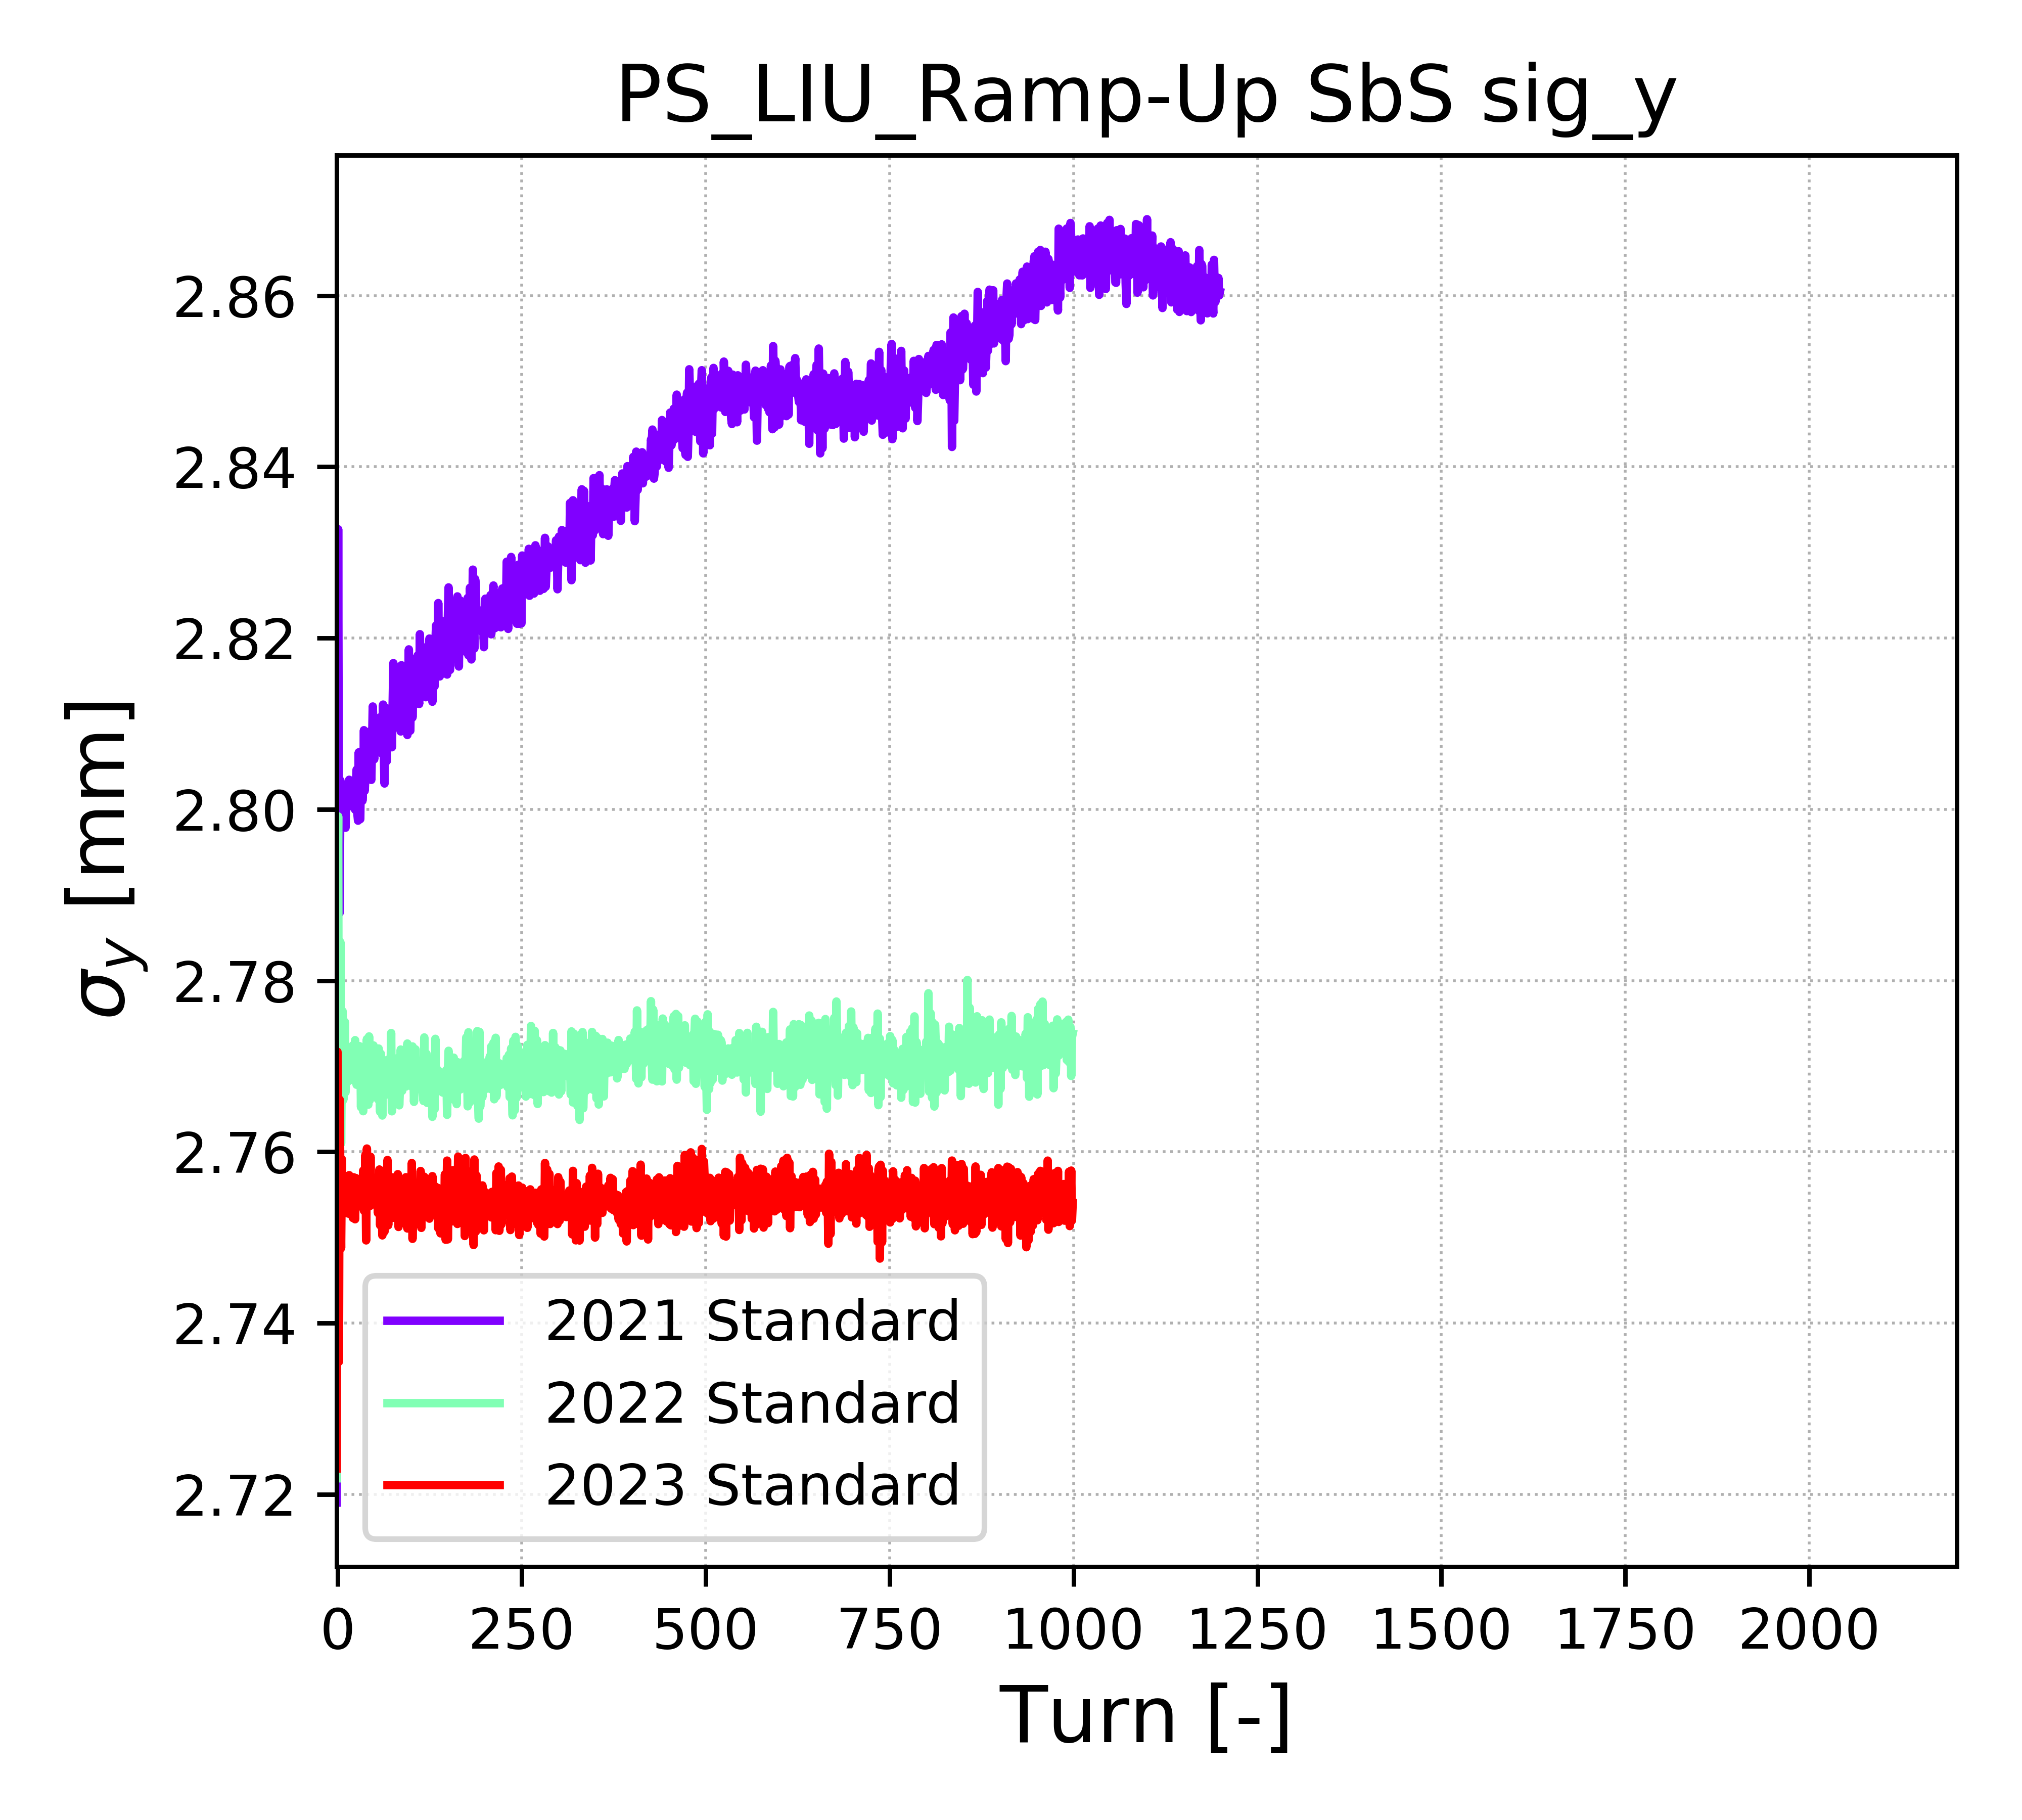 PS_LIU_Ramp-Up SbS sig_y
σy [mm]
2.86
2.84
2.82
2.80
2.78
2.76
2.74
2.72
2021 Standard
2022 Standard
2023 Standard
0 250 500 750 1000 1250 1500 1750 2000
Turn [-]